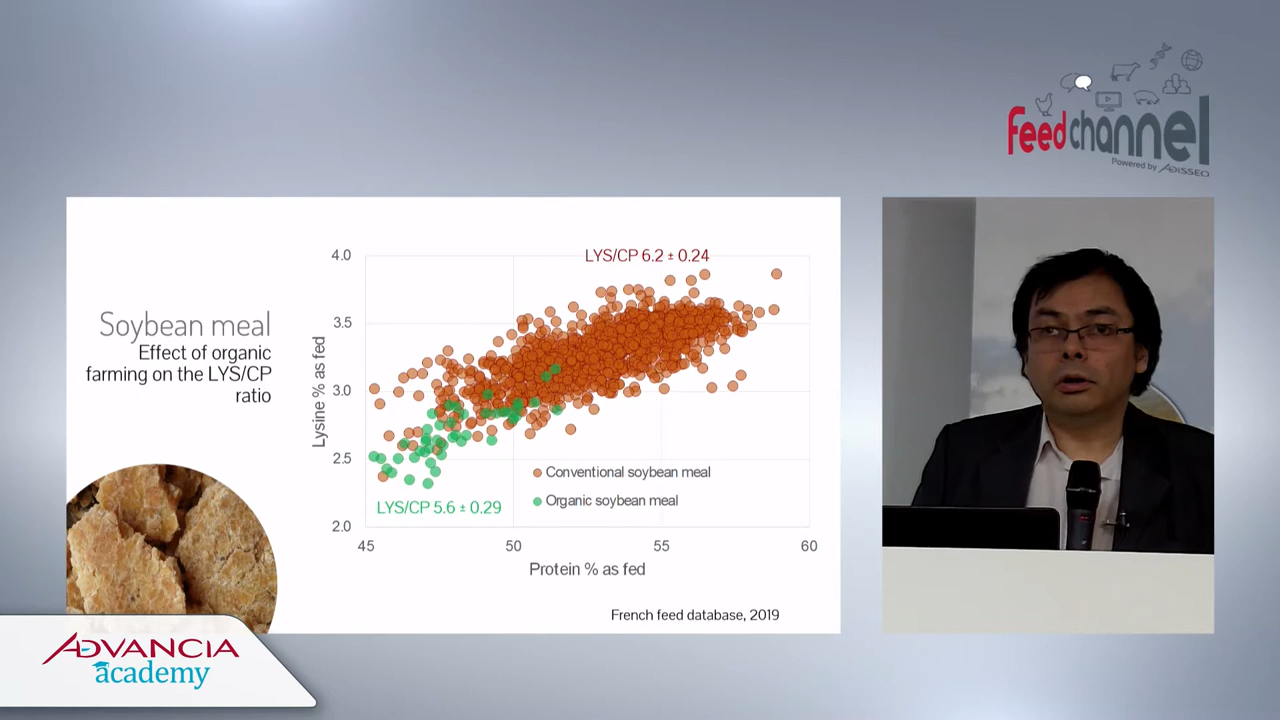 feedchannel
Powered by ADISSEO
Soybean meal
Effect of organic
farming on the LYS/CP
ratio
LYS/CP 6.2 ± 0.24
4.0
3.5
3.0
2.5
2.0
Lysine % as fed
Conventional soybean meal
Organic soybean meal
LYS/CP 5.6 ± 0.29
45
50
55
60
Protein % as fed
French feed database, 2019
ADVANCIA
academy